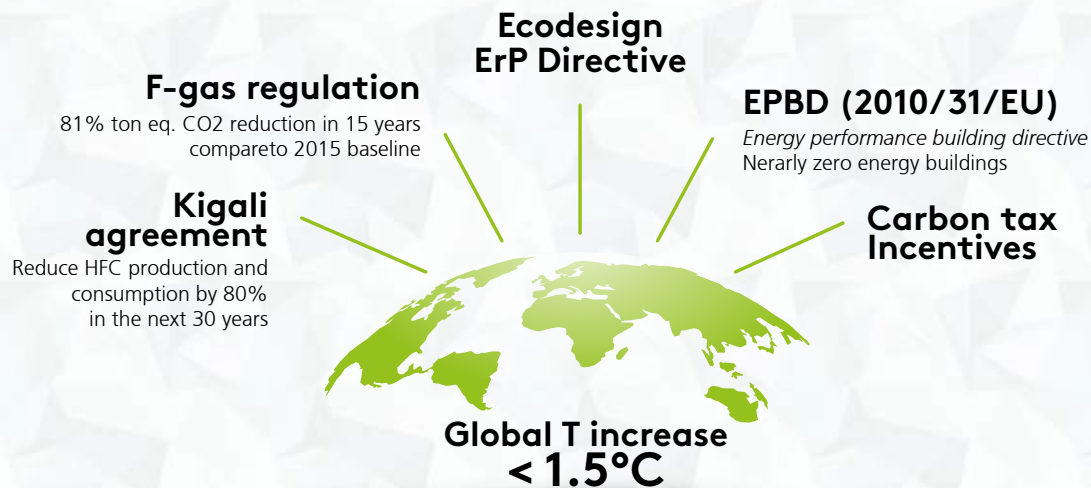 Ecodesign
ErP Directive
F-gas regulation
81% ton eq. CO2 reduction in 15 years
compareto 2015 baseline
EPBD (2010/31/EU)
Energy performance building directive
Nerarly zero energy buildings
Kigali
agreement
Reduce HFC production and
consumption by 80%
in the next 30 years
Carbon tax
Incentives
Global T increase
< 1.5°C